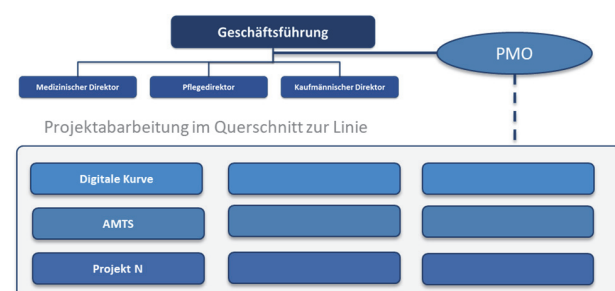 Geschäftsführung
PMO
Medizinischer Direktor
Pflegedirektor
Kaufmännischer Direktor
Projektabarbeitung im Querschnitt zur Linie
Digitale Kurve
AMTS
Projekt N